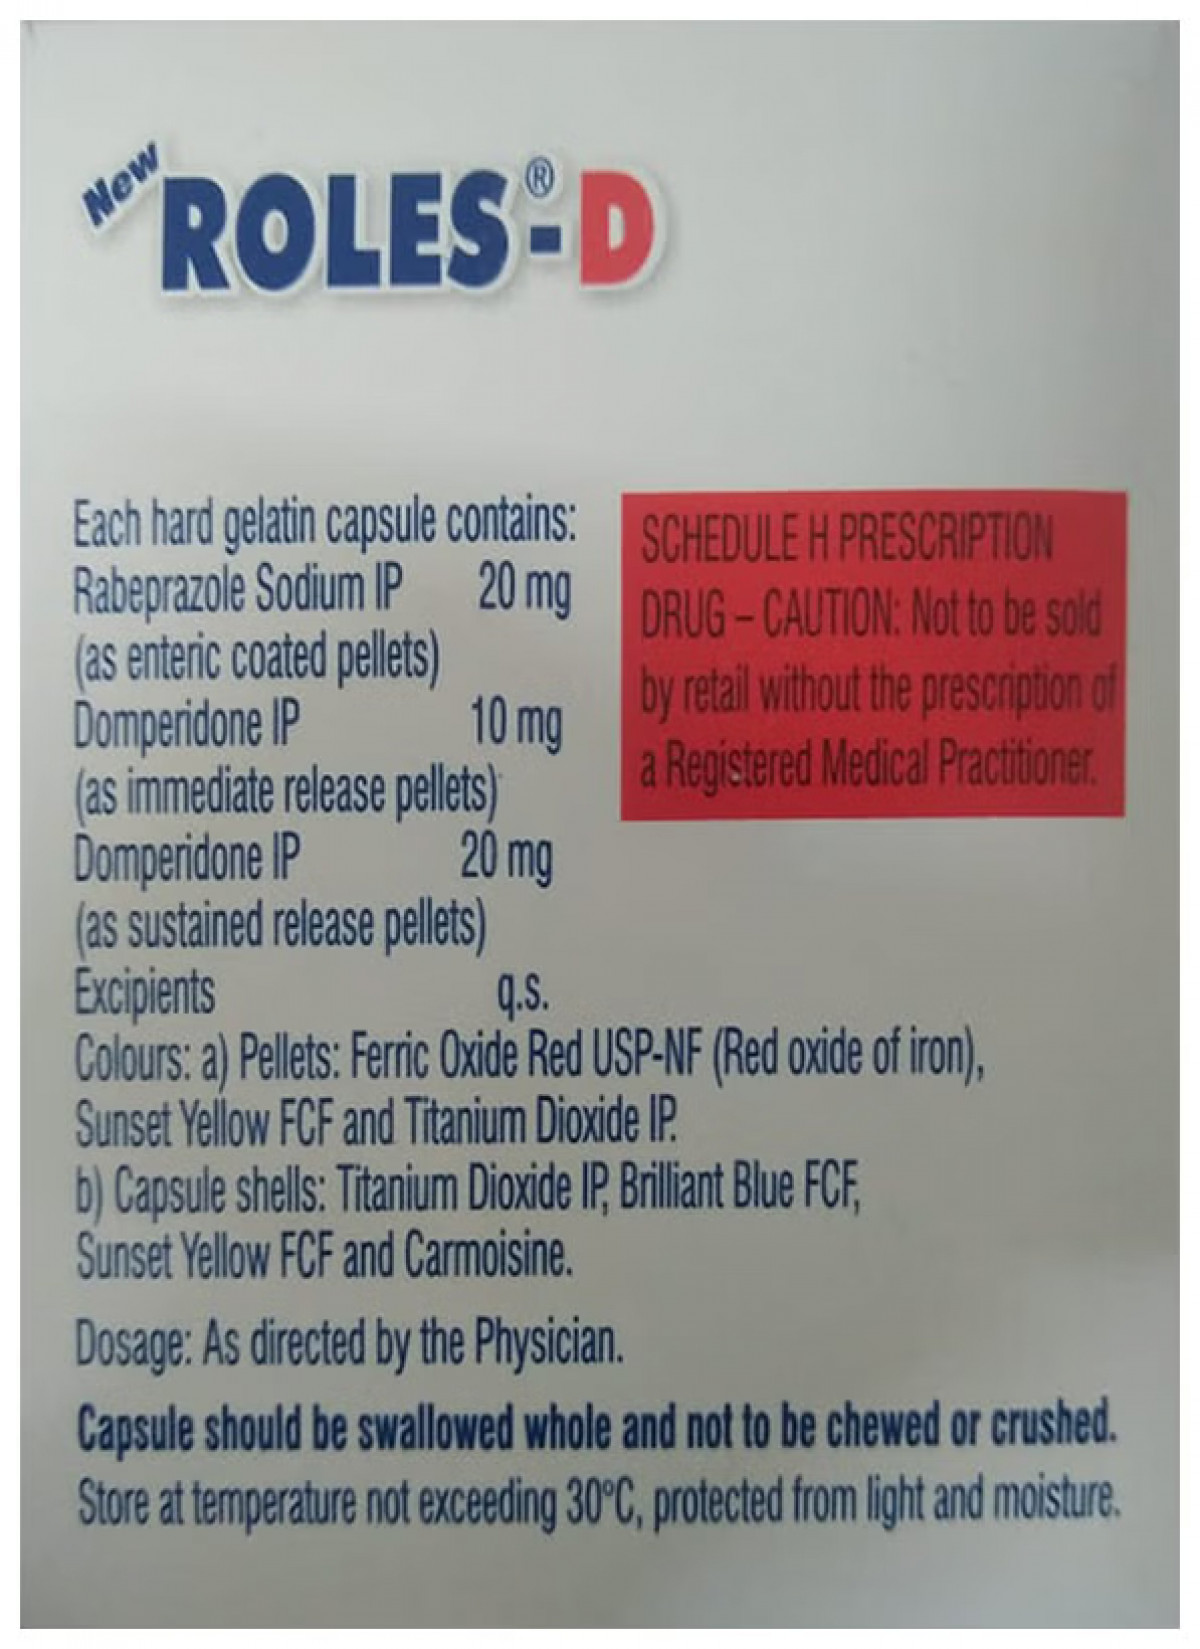 New
ROLES®-D
Each hard gelatin capsule contains:
Rabeprazole Sodium IP 20 mg
(as enteric coated pellets)
Domperidone IP 10 mg
(as immediate release pellets)
Domperidone IP 20 mg
(as sustained release pellets)
Excipients q.s.
SCHEDULE H PRESCRIPTION
DRUG – CAUTION: Not to be sold
by retail without the prescription of
a Registered Medical Practitioner.
Colours: a) Pellets: Ferric Oxide Red USP-NF (Red oxide of iron),
Sunset Yellow FCF and Titanium Dioxide IP.
b) Capsule shells: Titanium Dioxide IP, Brilliant Blue FCF,
Sunset Yellow FCF and Carmoisine.
Dosage: As directed by the Physician.
Capsule should be swallowed whole and not to be chewed or crushed.
Store at temperature not exceeding 30°C, protected from light and moisture.